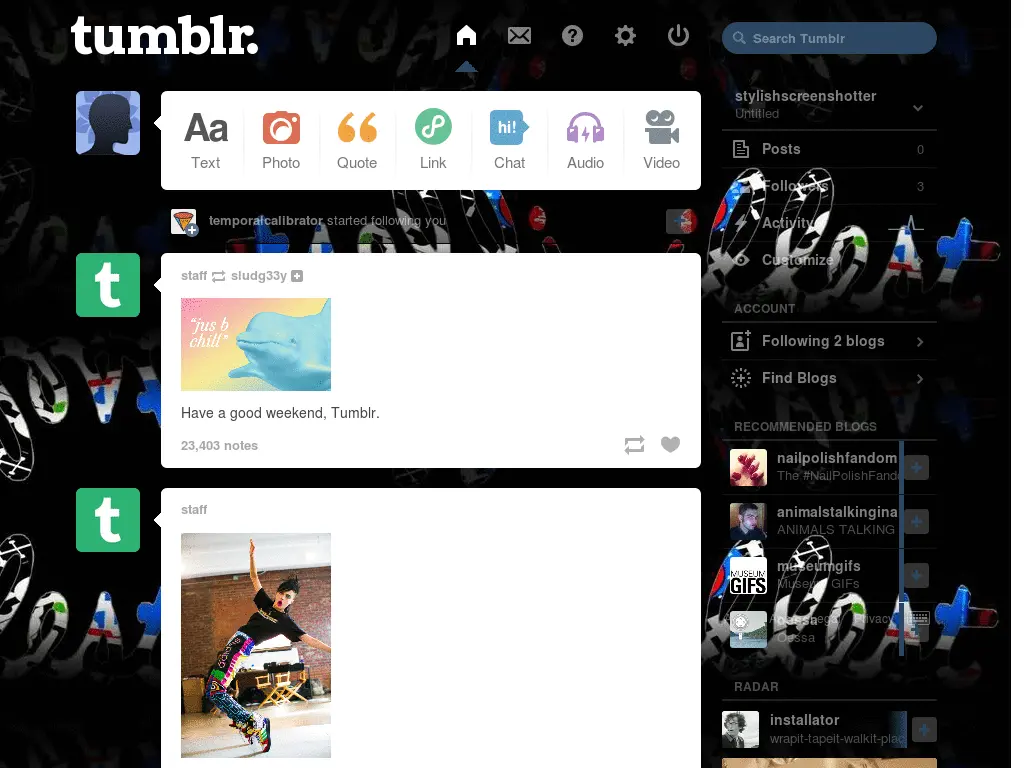 tumblr.
Search Tumblr
Aa
hi!
Text
Photo
Quote
Link
Chat
Audio
Video
temporalcalibrator started following you
t
staff sludg33y
"jus b
chill"
Have a good weekend, Tumblr.
23,403 notes
t
staff
stylishscreenshotter
Untitled
Posts 0
Followers 3
Activity
Customize
ACCOUNT
Following 2 blogs
Find Blogs
RECOMMENDED BLOGS
nailpolishfandom
The #NailPolishFand
animalstalkingina
ANIMALS TALKING
MUSEUM
GIFS
museumgifs
Museum GIFs
Legal Privacy
Oessa
RADAR
installator
wrapit-tapeit-walkit-plac